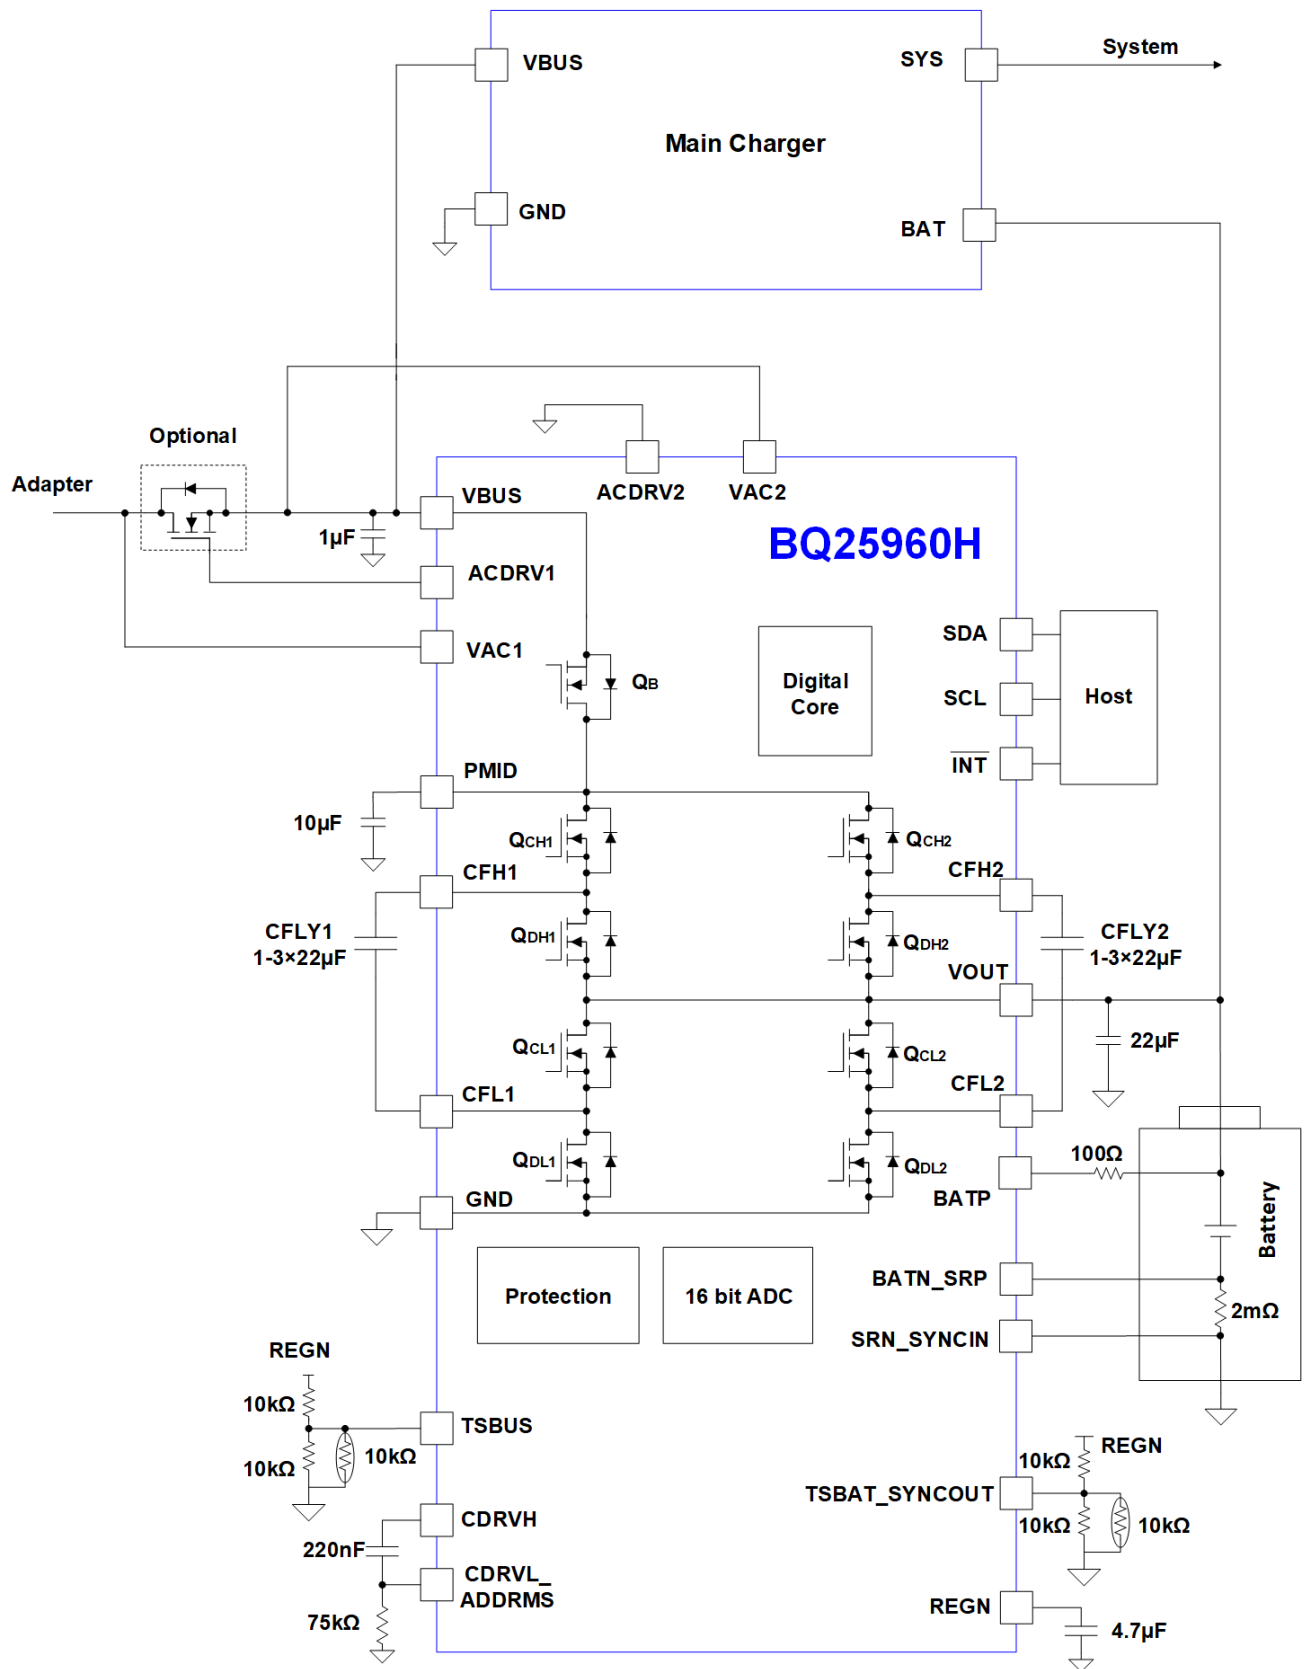 VBUS
SYS
System
Main Charger
GND
BAT
Optional
Adapter
ACDRV2
VAC2
VBUS
1µF
BQ25960H
ACDRV1
VAC1
SDA
SCL
INT
Host
Digital
Core
QB
PMID
10µF
QCH1
QCH2
CFH1
CFH2
CFLY1
1-3×22µF
QDH1
QDH2
CFLY2
1-3×22µF
VOUT
QCL1
QCL2
22µF
CFL1
CFL2
QDL1
QDL2
100Ω
BATP
GND
Battery
Protection
16 bit ADC
BATN_SRP
2mΩ
SRN_SYNCIN
REGN
10kΩ
TSBUS
10kΩ
10kΩ
REGN
10kΩ
TSBAT_SYNCOUT
10kΩ
10kΩ
CDRVH
220nF
CDRVL_
ADDRMS
75kΩ
REGN
4.7µF